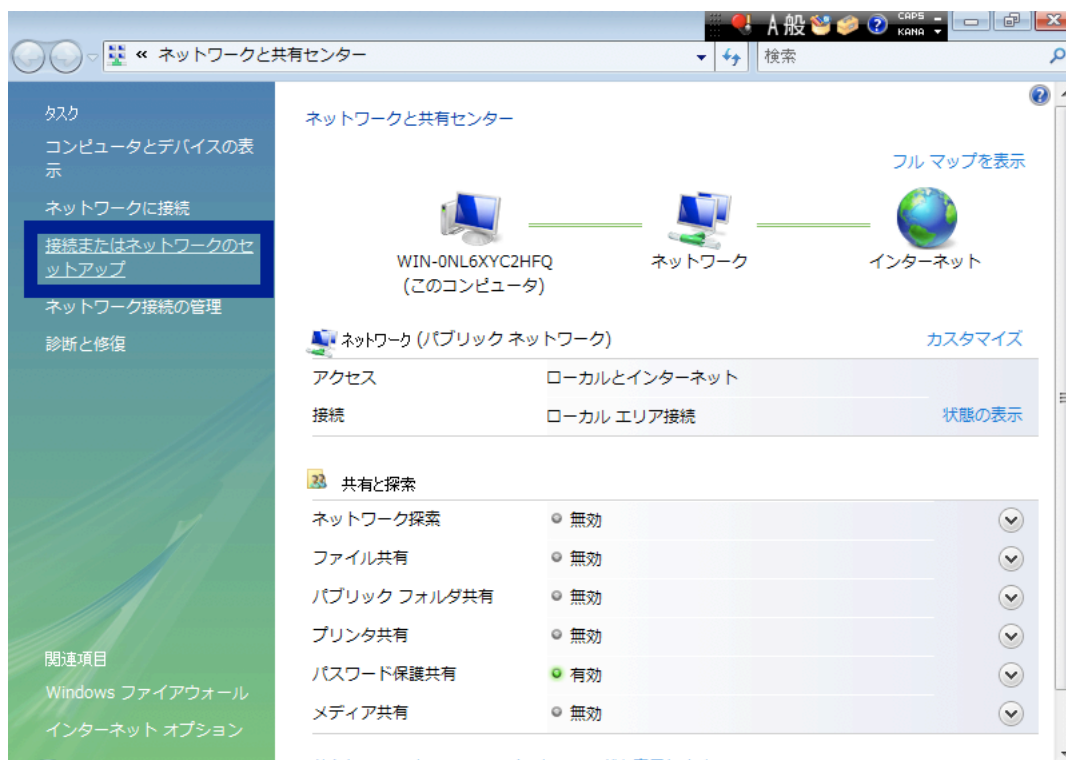 A 般 CAPS KANA
« ネットワークと共有センター 検索
タスク
コンピュータとデバイスの表
示
ネットワークに接続
接続またはネットワークのセ
ットアップ
ネットワーク接続の管理
診断と修復
関連項目
Windows ファイアウォール
インターネット オプション
ネットワークと共有センター
フル マップを表示
WIN-0NL6XYC2HFQ
(このコンピュータ)
ネットワーク
インターネット
ネットワーク (パブリック ネットワーク) カスタマイズ
アクセス ローカルとインターネット
接続 ローカル エリア接続 状態の表示
共有と探索
ネットワーク探索 無効
ファイル共有 無効
パブリック フォルダ共有 無効
プリンタ共有 無効
パスワード保護共有 有効
メディア共有 無効